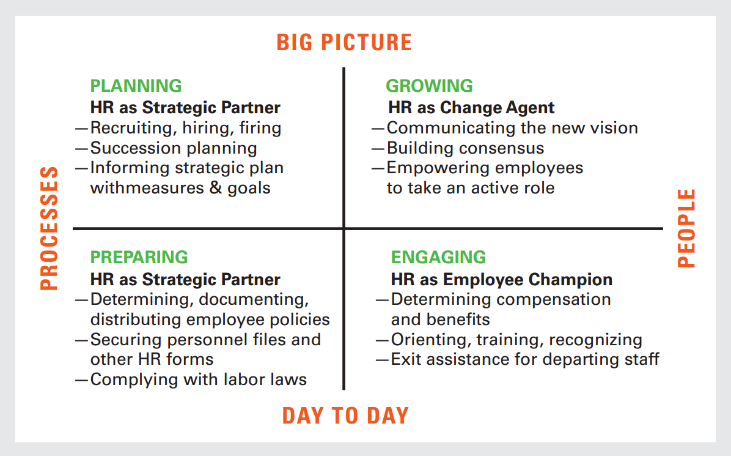 BIG PICTURE
PLANNING
HR as Strategic Partner
—Recruiting, hiring, firing
—Succession planning
—Informing strategic plan
withmeasures & goals
GROWING
HR as Change Agent
—Communicating the new vision
—Building consensus
—Empowering employees
to take an active role
PROCESSES
PEOPLE
PREPARING
HR as Strategic Partner
—Determining, documenting,
distributing employee policies
—Securing personnel files and
other HR forms
—Complying with labor laws
ENGAGING
HR as Employee Champion
—Determining compensation
and benefits
—Orienting, training, recognizing
—Exit assistance for departing staff
DAY TO DAY